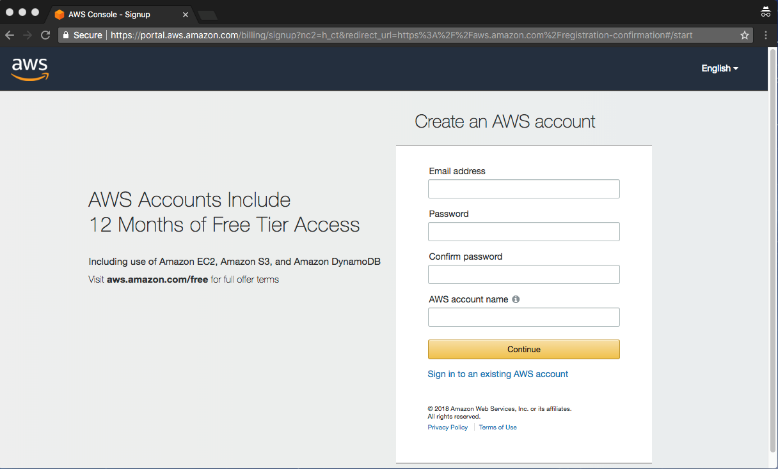 AWS Console - Signup
Secure | https://portal.aws.amazon.com/billing/signup?nc2=h_ct&redirect_url=https%3A%2F%2Faws.amazon.com%2Fregistration-confirmation#/start
aws
English
Create an AWS account
AWS Accounts Include
12 Months of Free Tier Access
Including use of Amazon EC2, Amazon S3, and Amazon DynamoDB
Visit aws.amazon.com/free for full offer terms
Email address
Password
Confirm password
AWS account name
Continue
Sign in to an existing AWS account
© 2018 Amazon Web Services, Inc. or its affiliates.
All rights reserved.
Privacy Policy | Terms of Use